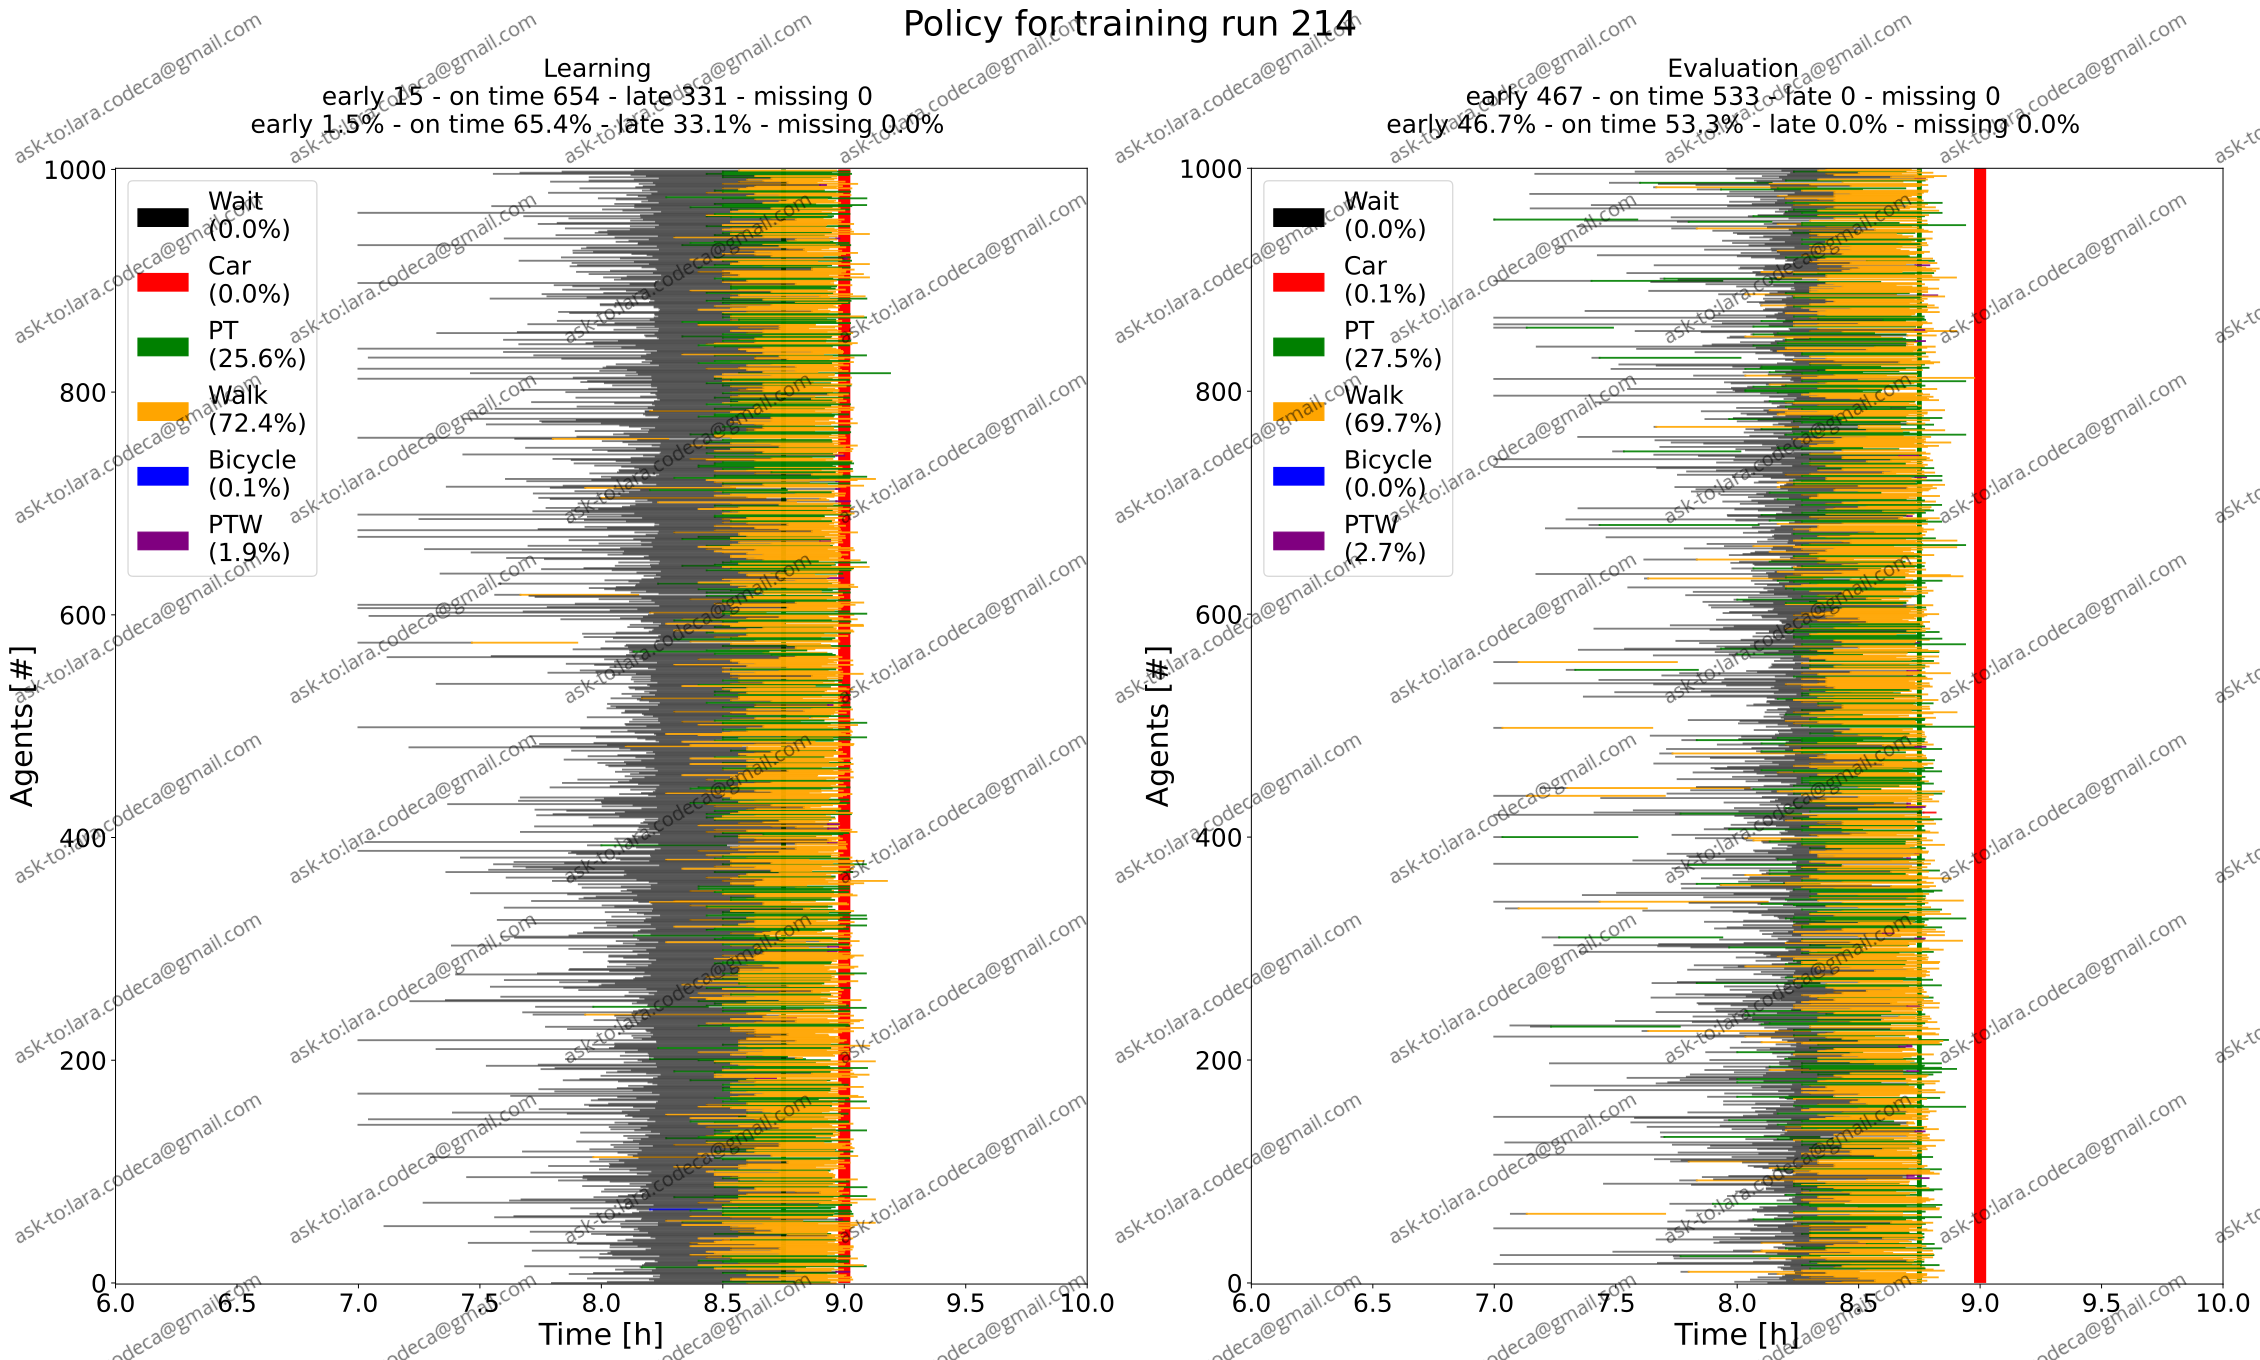 Policy for training run 214
Learning
early 15 - on time 654 - late 331 - missing 0
early 1.5% - on time 65.4% - late 33.1% - missing 0.0%
1000
800
600
400
200
0
Agents [#]
Wait
(0.0%)
Car
(0.0%)
PT
(25.6%)
Walk
(72.4%)
Bicycle
(0.1%)
PTW
(1.9%)
6.0 6.5 7.0 7.5 8.0 8.5 9.0 9.5 10.0
Time [h]
Evaluation
early 467 - on time 533 - late 0 - missing 0
early 46.7% - on time 53.3% - late 0.0% - missing 0.0%
1000
800
600
400
200
0
Agents [#]
Wait
(0.0%)
Car
(0.1%)
PT
(27.5%)
Walk
(69.7%)
Bicycle
(0.0%)
PTW
(2.7%)
6.0 6.5 7.0 7.5 8.0 8.5 9.0 9.5 10.0
Time [h]
ask-to:lara.codeca@gmail.com